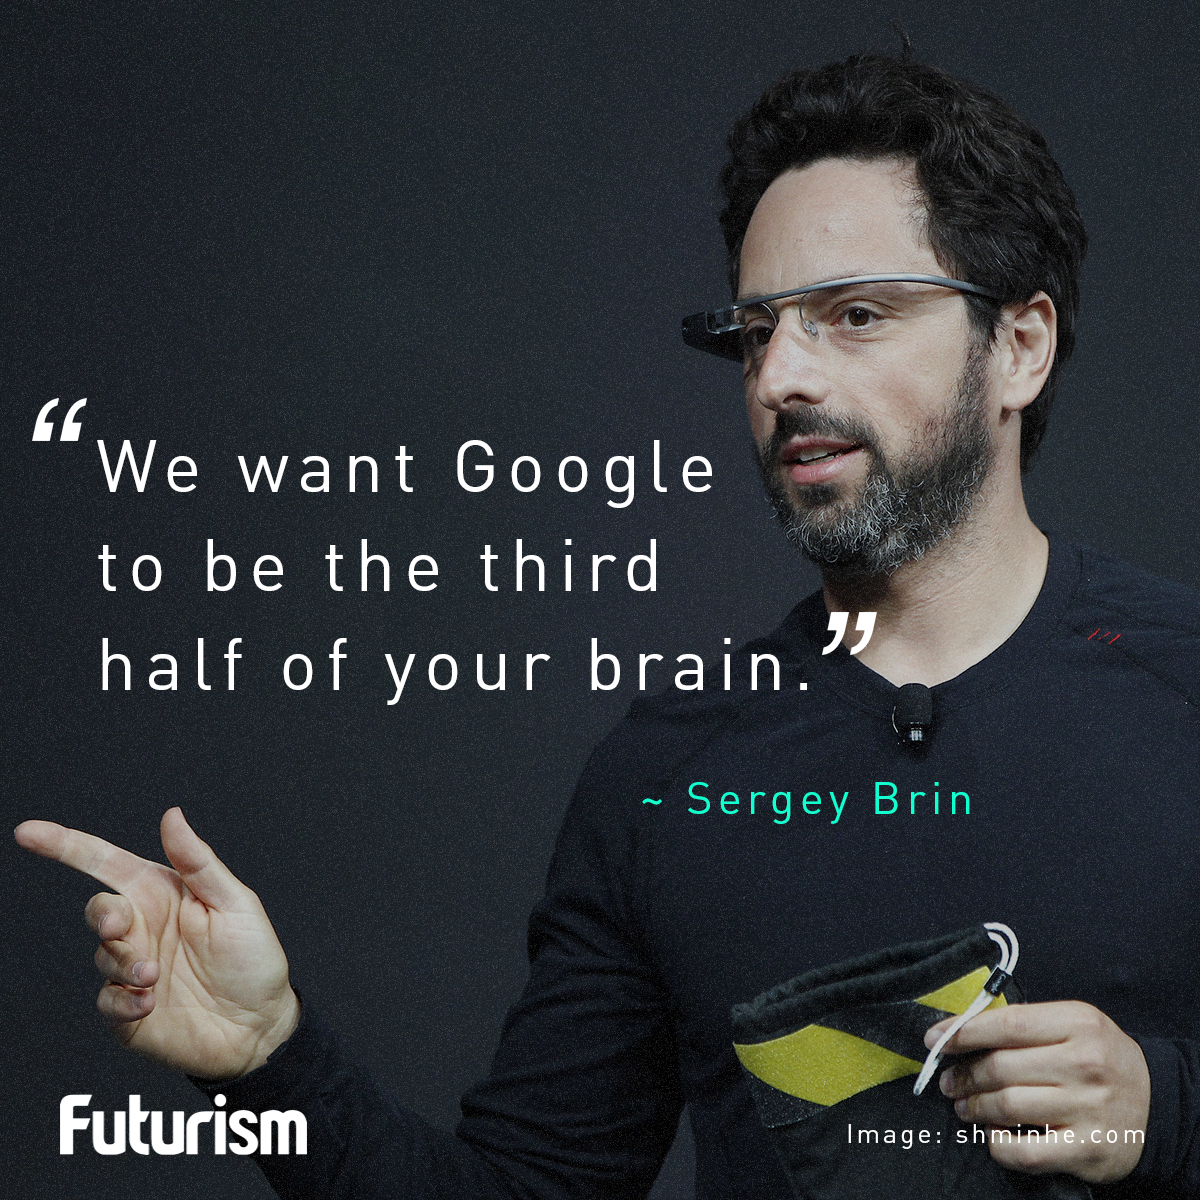 “We want Google
to be the third
half of your brain.”
~ Sergey Brin
Futurism
Image: shminhe.com